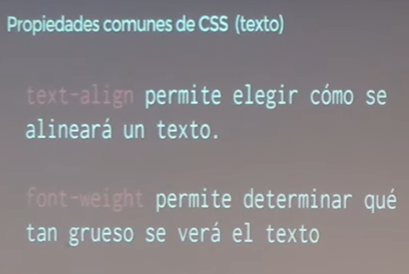 Propiedades comunes de CSS (texto)
text-align permite elegir cómo se
alineará un texto.
font-weight permite determinar qué
tan grueso se verá el texto